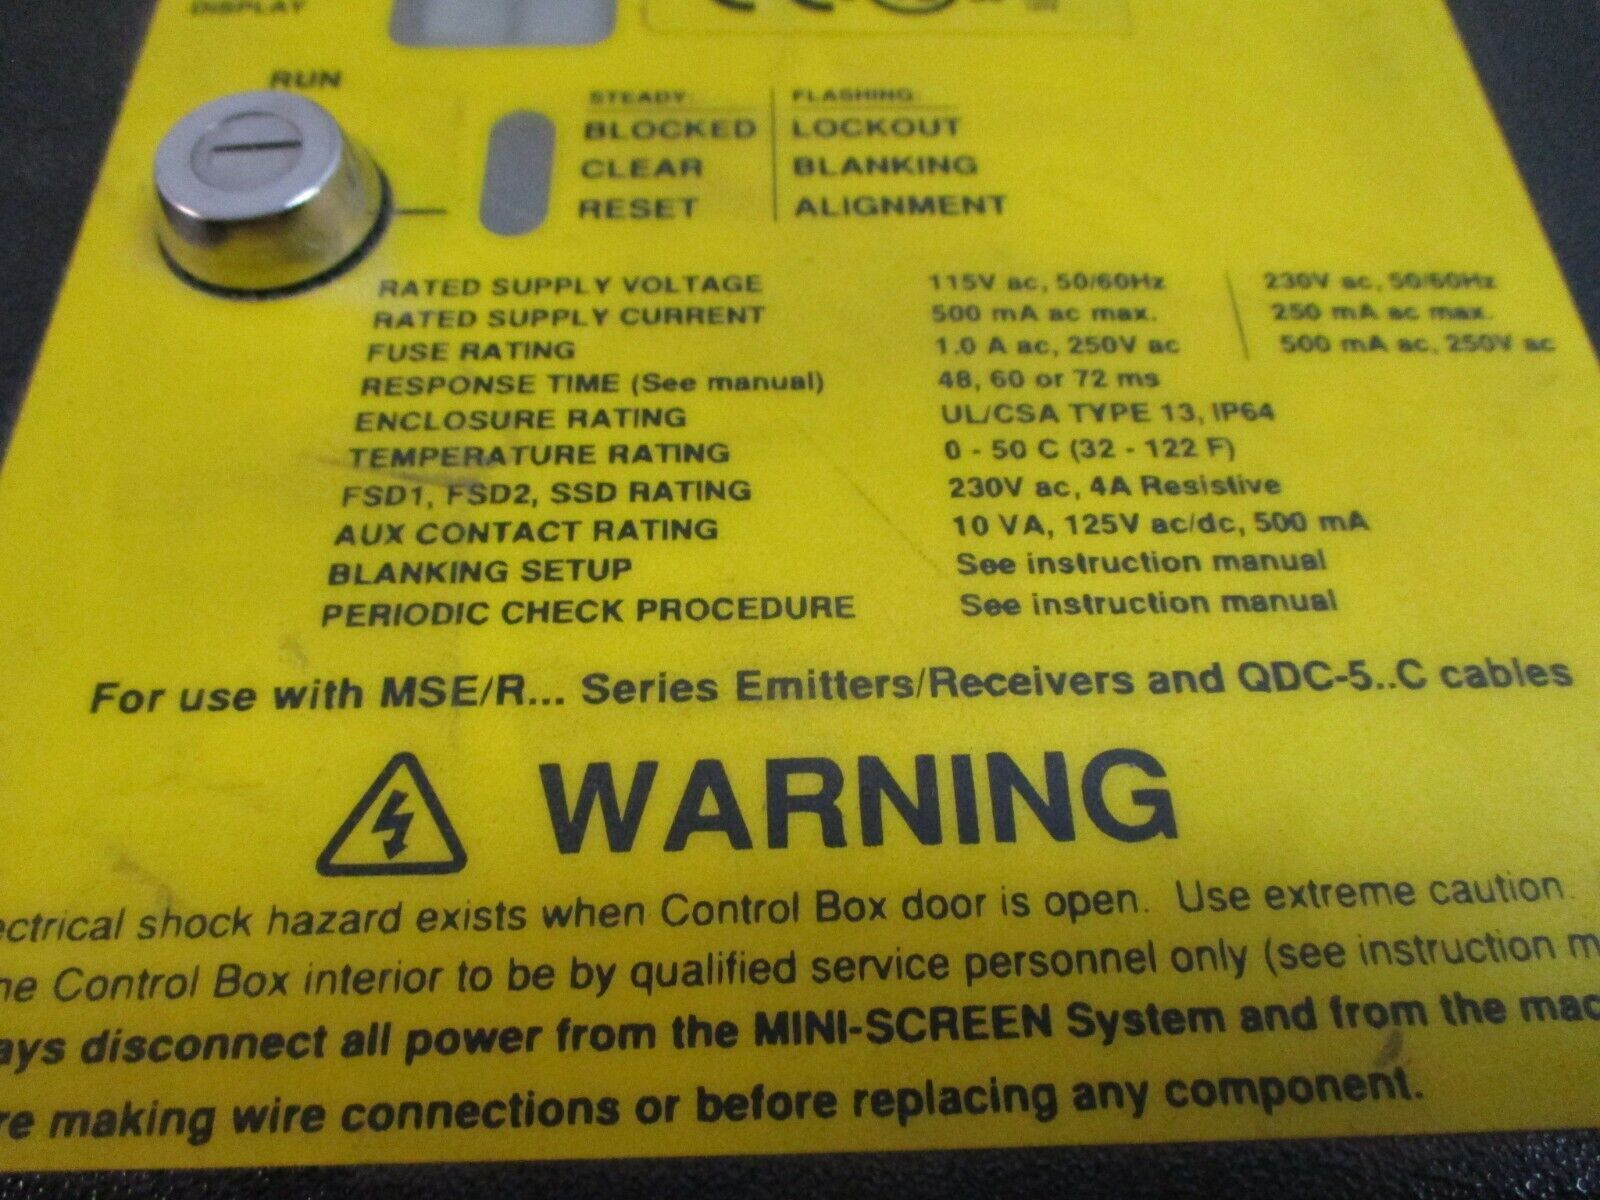 DISPLAY
RUN
STEADY: FLASHING:
BLOCKED LOCKOUT
CLEAR BLANKING
RESET ALIGNMENT
RATED SUPPLY VOLTAGE 115V ac, 50/60Hz 230V ac, 50/60Hz
RATED SUPPLY CURRENT 500 mA ac max. 250 mA ac max.
FUSE RATING 1.0 A ac, 250V ac 500 mA ac, 250V ac
RESPONSE TIME (See manual) 48, 60 or 72 ms
ENCLOSURE RATING UL/CSA TYPE 13, IP64
TEMPERATURE RATING 0 - 50 C (32 - 122 F)
FSD1, FSD2, SSD RATING 230V ac, 4A Resistive
AUX CONTACT RATING 10 VA, 125V ac/dc, 500 mA
BLANKING SETUP See instruction manual
PERIODIC CHECK PROCEDURE See instruction manual
For use with MSE/R... Series Emitters/Receivers and QDC-5..C cables
WARNING
ectrical shock hazard exists when Control Box door is open. Use extreme caution.
he Control Box interior to be by qualified service personnel only (see instruction m
ays disconnect all power from the MINI-SCREEN System and from the mac
re making wire connections or before replacing any component.